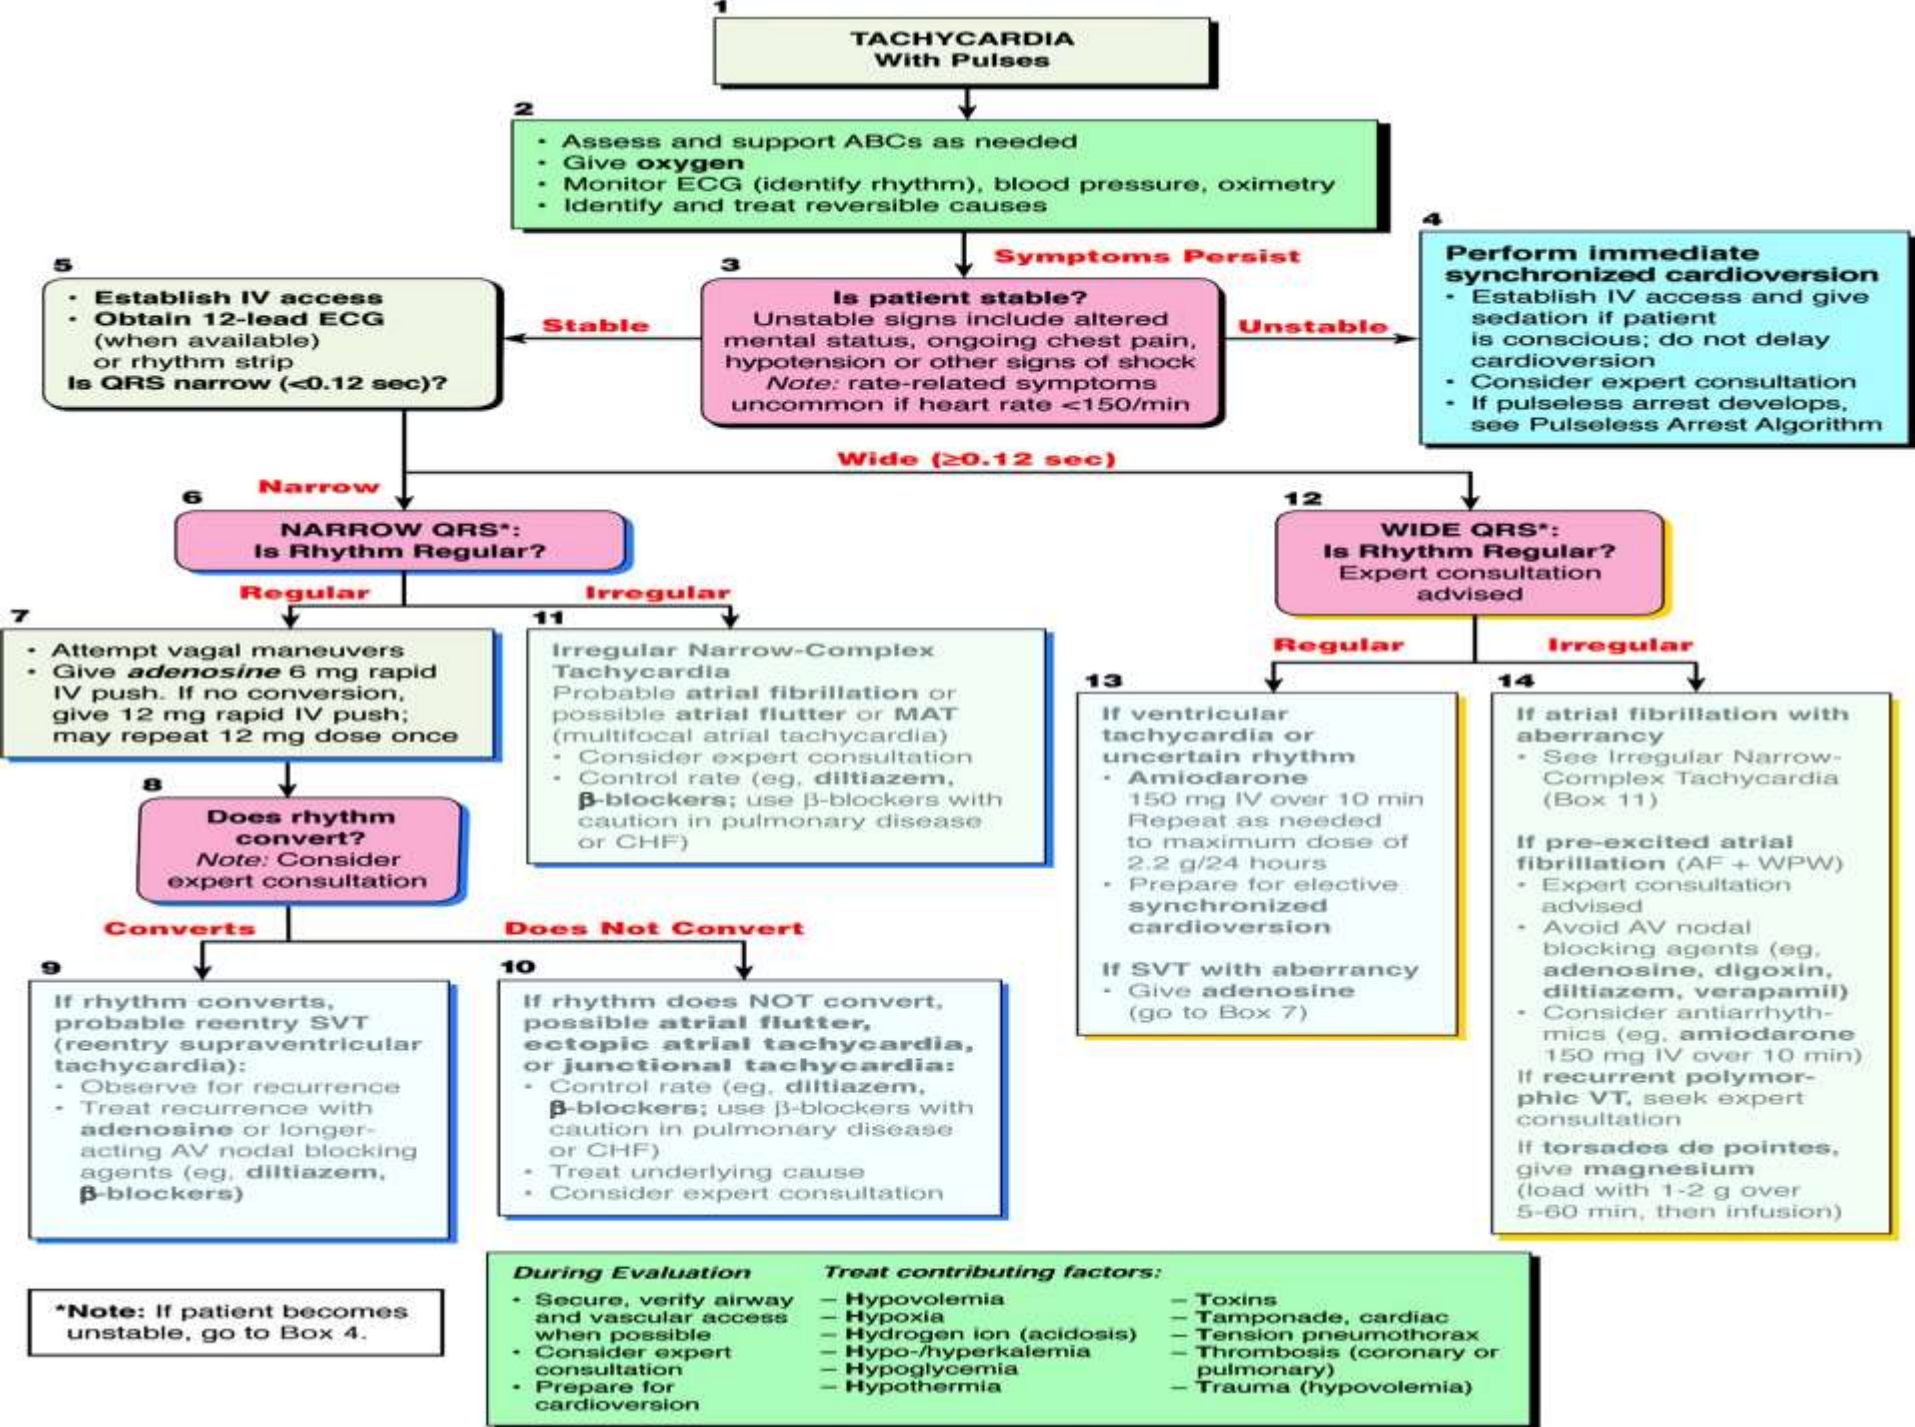 1
TACHYCARDIA
With Pulses
2
• Assess and support ABCs as needed
• Give oxygen
• Monitor ECG (identify rhythm), blood pressure, oximetry
• Identify and treat reversible causes
Symptoms Persist
3
Is patient stable?
Unstable signs include altered
mental status, ongoing chest pain,
hypotension or other signs of shock
Note: rate-related symptoms
uncommon if heart rate <150/min
Stable
Unstable
4
Perform immediate
synchronized cardioversion
• Establish IV access and give
sedation if patient
is conscious; do not delay
cardioversion
• Consider expert consultation
• If pulseless arrest develops,
see Pulseless Arrest Algorithm
5
• Establish IV access
• Obtain 12-lead ECG
(when available)
or rhythm strip
Is QRS narrow (<0.12 sec)?
Narrow
Wide (≥0.12 sec)
6
NARROW QRS*:
Is Rhythm Regular?
Regular
Irregular
7
• Attempt vagal maneuvers
• Give adenosine 6 mg rapid
IV push. If no conversion,
give 12 mg rapid IV push;
may repeat 12 mg dose once
8
Does rhythm
convert?
Note: Consider
expert consultation
Converts
Does Not Convert
9
If rhythm converts,
probable reentry SVT
(reentry supraventricular
tachycardia):
• Observe for recurrence
• Treat recurrence with
adenosine or longer-
acting AV nodal blocking
agents (eg, diltiazem,
β-blockers)
10
If rhythm does NOT convert,
possible atrial flutter,
ectopic atrial tachycardia,
or junctional tachycardia:
• Control rate (eg, diltiazem,
β-blockers; use β-blockers with
caution in pulmonary disease
or CHF)
• Treat underlying cause
• Consider expert consultation
11
Irregular Narrow-Complex
Tachycardia
Probable atrial fibrillation or
possible atrial flutter or MAT
(multifocal atrial tachycardia)
• Consider expert consultation
• Control rate (eg, diltiazem,
β-blockers; use β-blockers with
caution in pulmonary disease
or CHF)
12
WIDE QRS*:
Is Rhythm Regular?
Expert consultation
advised
Regular
Irregular
13
If ventricular
tachycardia or
uncertain rhythm
• Amiodarone
150 mg IV over 10 min
Repeat as needed
to maximum dose of
2.2 g/24 hours
• Prepare for elective
synchronized
cardioversion
If SVT with aberrancy
• Give adenosine
(go to Box 7)
14
If atrial fibrillation with
aberrancy
• See Irregular Narrow-
Complex Tachycardia
(Box 11)
If pre-excited atrial
fibrillation (AF + WPW)
• Expert consultation
advised
• Avoid AV nodal
blocking agents (eg,
adenosine, digoxin,
diltiazem, verapamil)
• Consider antiarrhyth-
mics (eg, amiodarone
150 mg IV over 10 min)
If recurrent polymor-
phic VT, seek expert
consultation
If torsades de pointes,
give magnesium
(load with 1-2 g over
5-60 min, then infusion)
*Note: If patient becomes
unstable, go to Box 4.
During Evaluation
• Secure, verify airway
and vascular access
when possible
• Consider expert
consultation
• Prepare for
cardioversion
Treat contributing factors:
– Hypovolemia
– Hypoxia
– Hydrogen ion (acidosis)
– Hypo-/hyperkalemia
– Hypoglycemia
– Hypothermia
– Toxins
– Tamponade, cardiac
– Tension pneumothorax
– Thrombosis (coronary or
pulmonary)
– Trauma (hypovolemia)